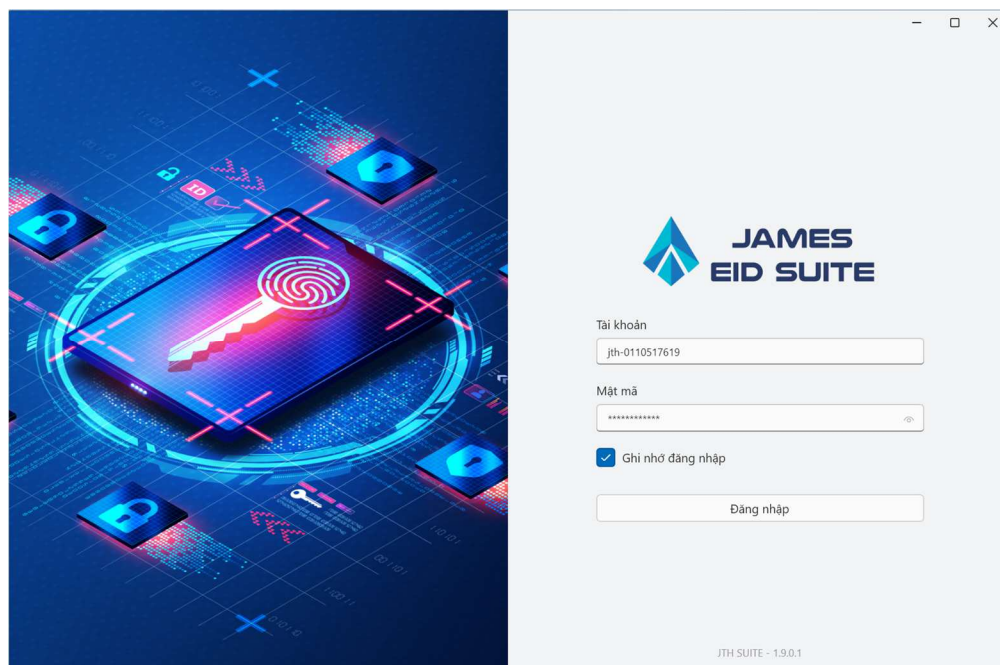 ID
JAMES
EID SUITE
Tài khoản
jth-0110517619
Mật mã
************
Ghi nhớ đăng nhập
Đăng nhập
JTH SUITE - 1.9.0.1